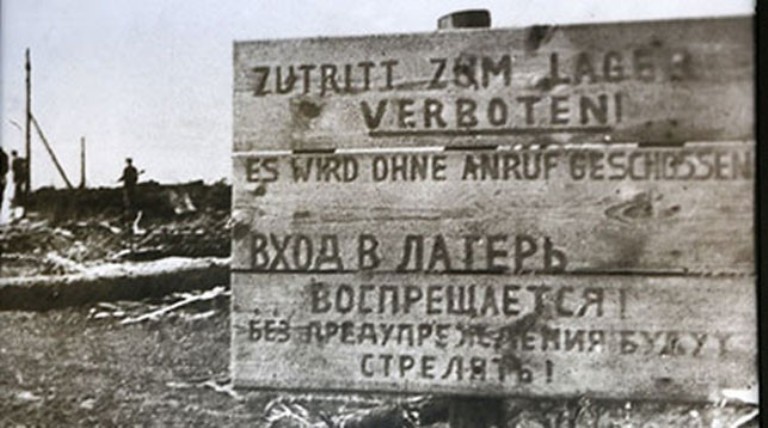 ZUTRITT ZUM LAGER
VERBOTEN!
ES WIRD OHNE ANRUF GESCHOSSEN
ВХОД В ЛАГЕРЬ
ВОСПРЕЩАЕТСЯ!
БЕЗ ПРЕДУПРЕЖДЕНИЯ БУДУТ
СТРЕЛЯТЬ!